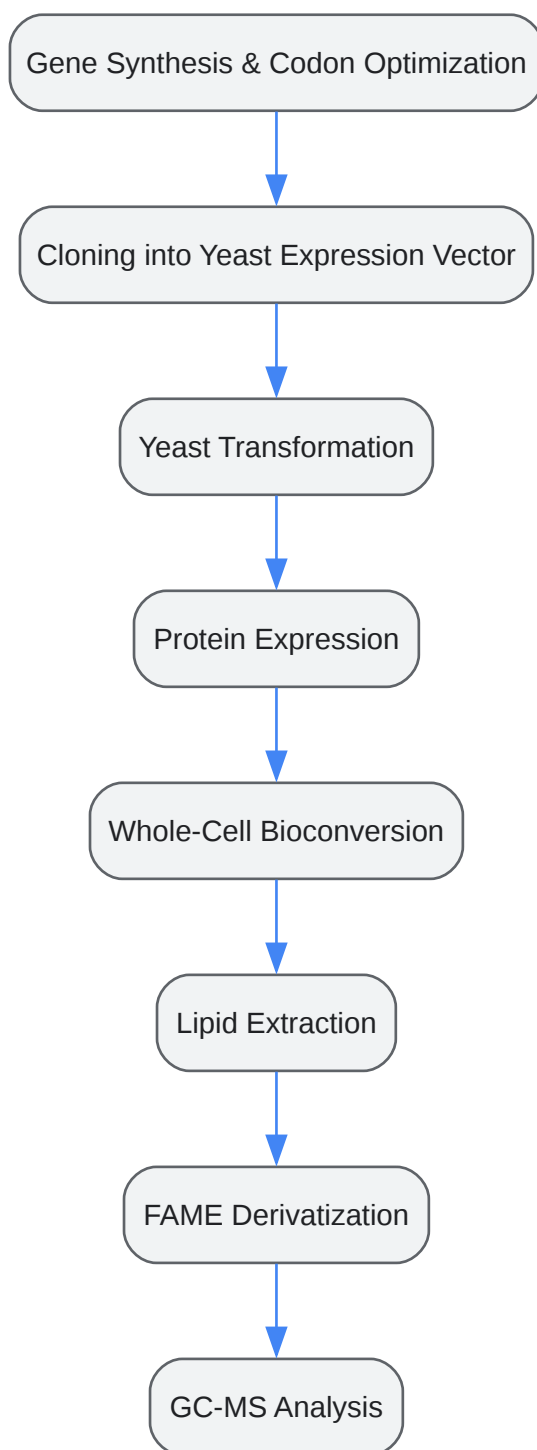 Gene Synthesis & Codon Optimization
Cloning into Yeast Expression Vector
Yeast Transformation
Protein Expression
Whole-Cell Bioconversion
Lipid Extraction
FAME Derivatization
GC-MS Analysis